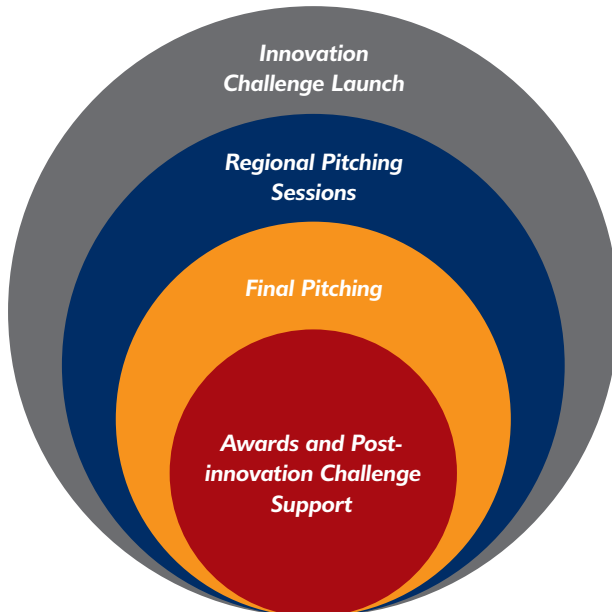 Innovation
Challenge Launch
Regional Pitching
Sessions
Final Pitching
Awards and Post-
innovation Challenge
Support